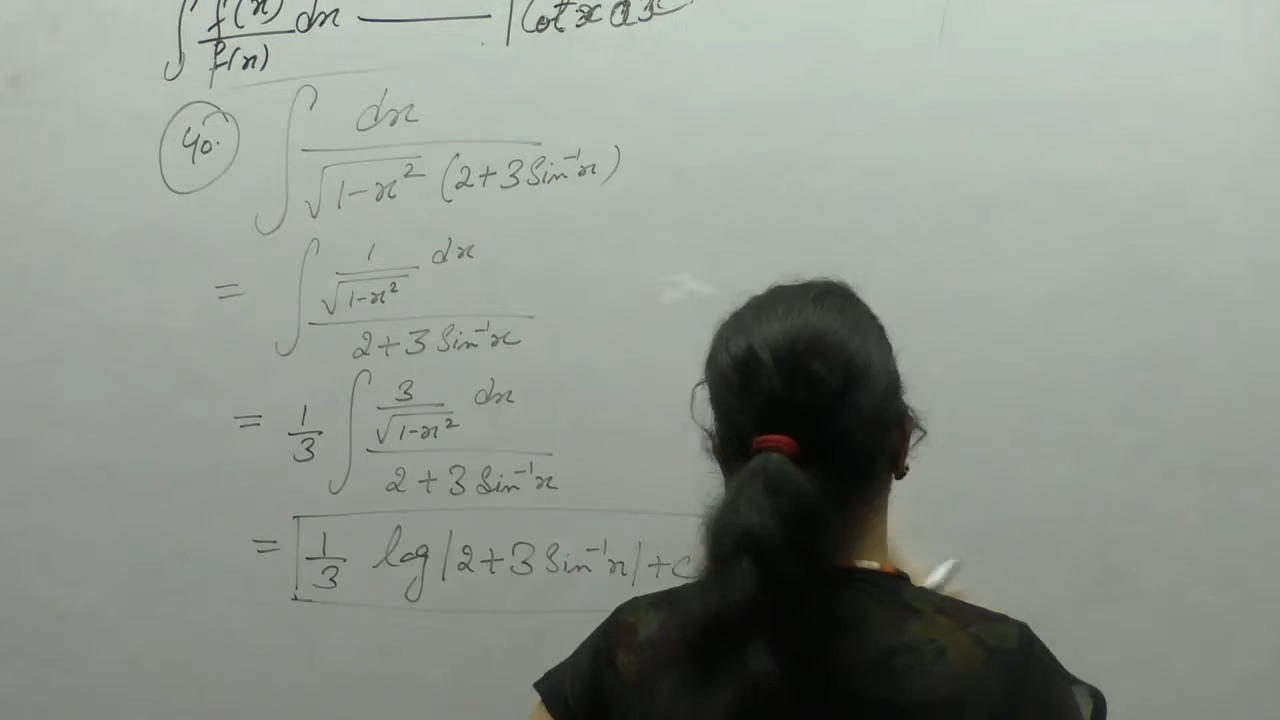 ∫ f'(x)/f(x) dx ——— ∫cot x dx
40. ∫ dx / √(1-x²) (2+3 Sin⁻¹x)
= ∫ (1/√(1-x²)) dx / (2+3 Sin⁻¹x)
= 1/3 ∫ (3/√(1-x²)) dx / (2+3 Sin⁻¹x)
= 1/3 log|2+3 Sin⁻¹x|+c